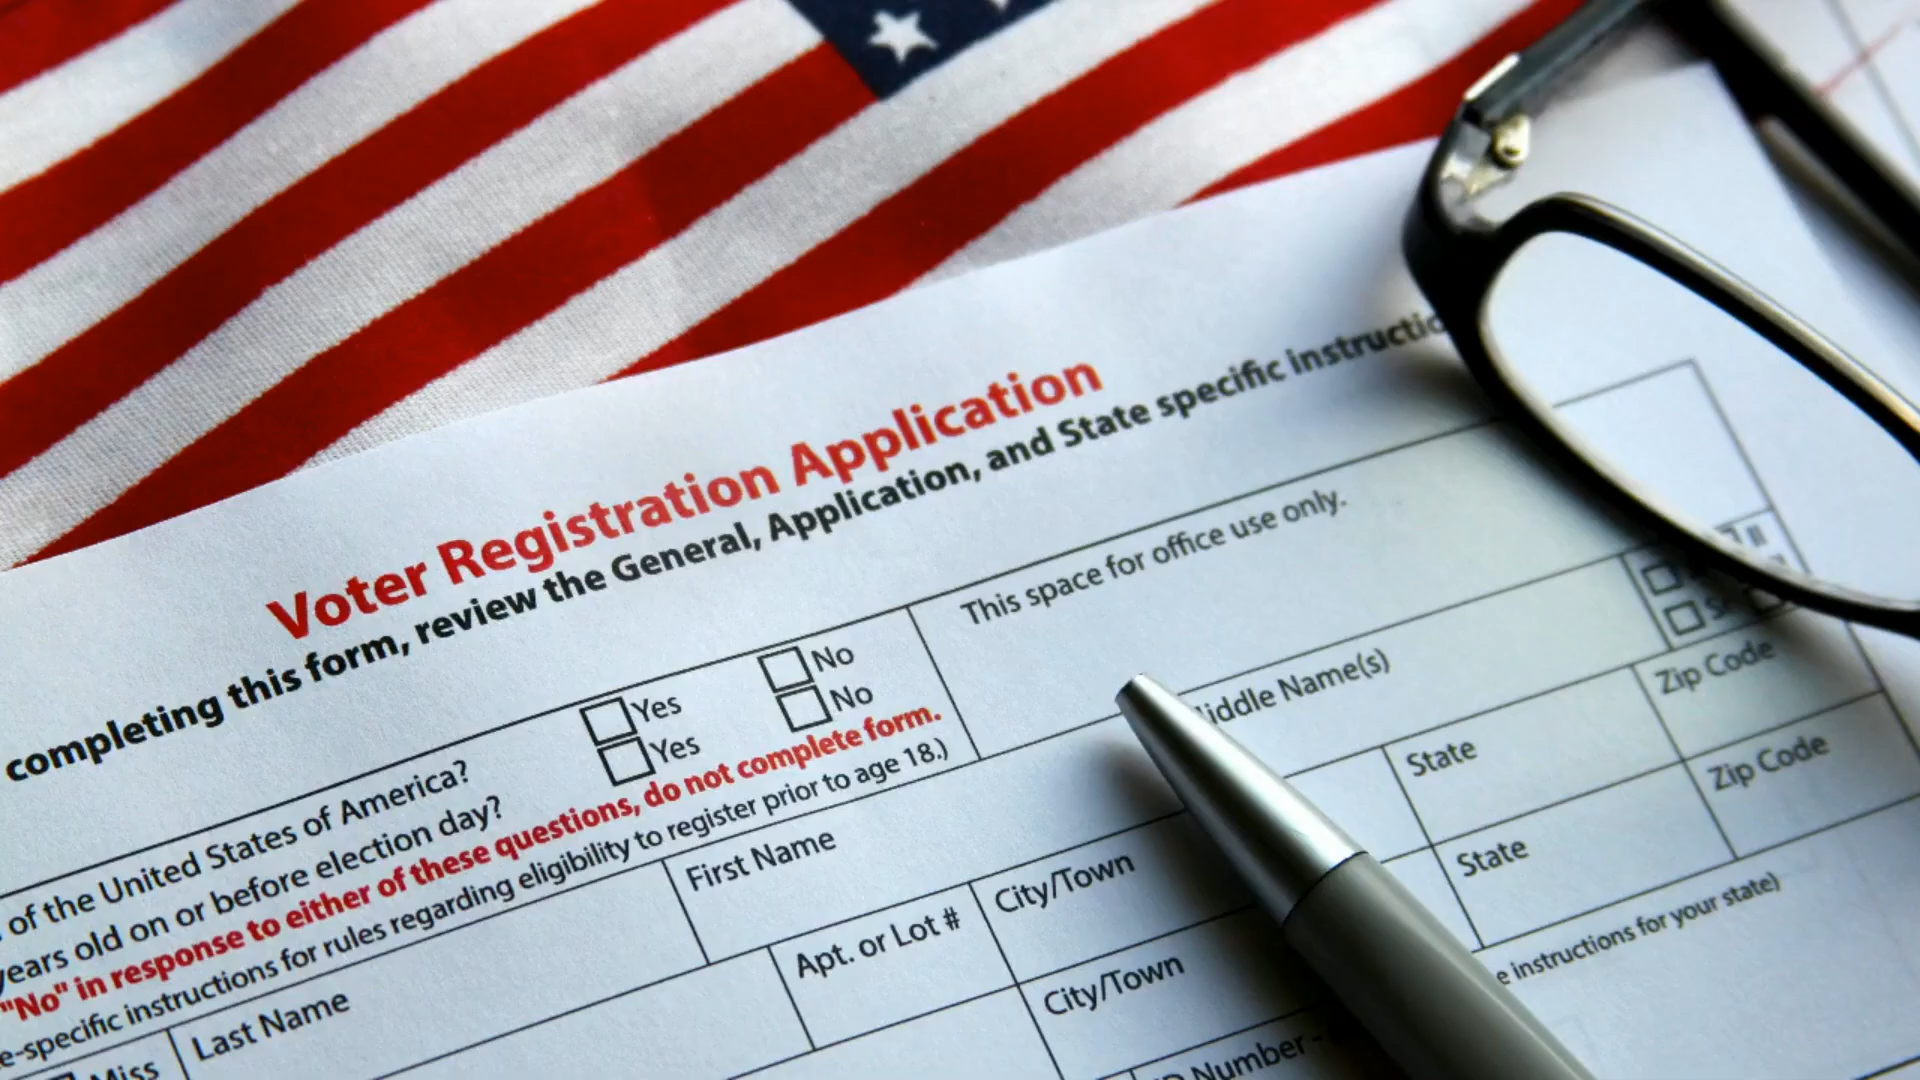 Voter Registration Application
completing this form, review the General, Application, and State specific
This space for office use only.
of the United States of America? Yes No
years old on or before election day? Yes No
"No" in response to either of these questions, do not complete form.
e-specific instructions for rules regarding eligibility to register prior to age 18.)
Miss Last Name First Name iddle Name(s)
Apt. or Lot # City/Town State Zip Code
City/Town State Zip Code
e instructions for your state)
Number -